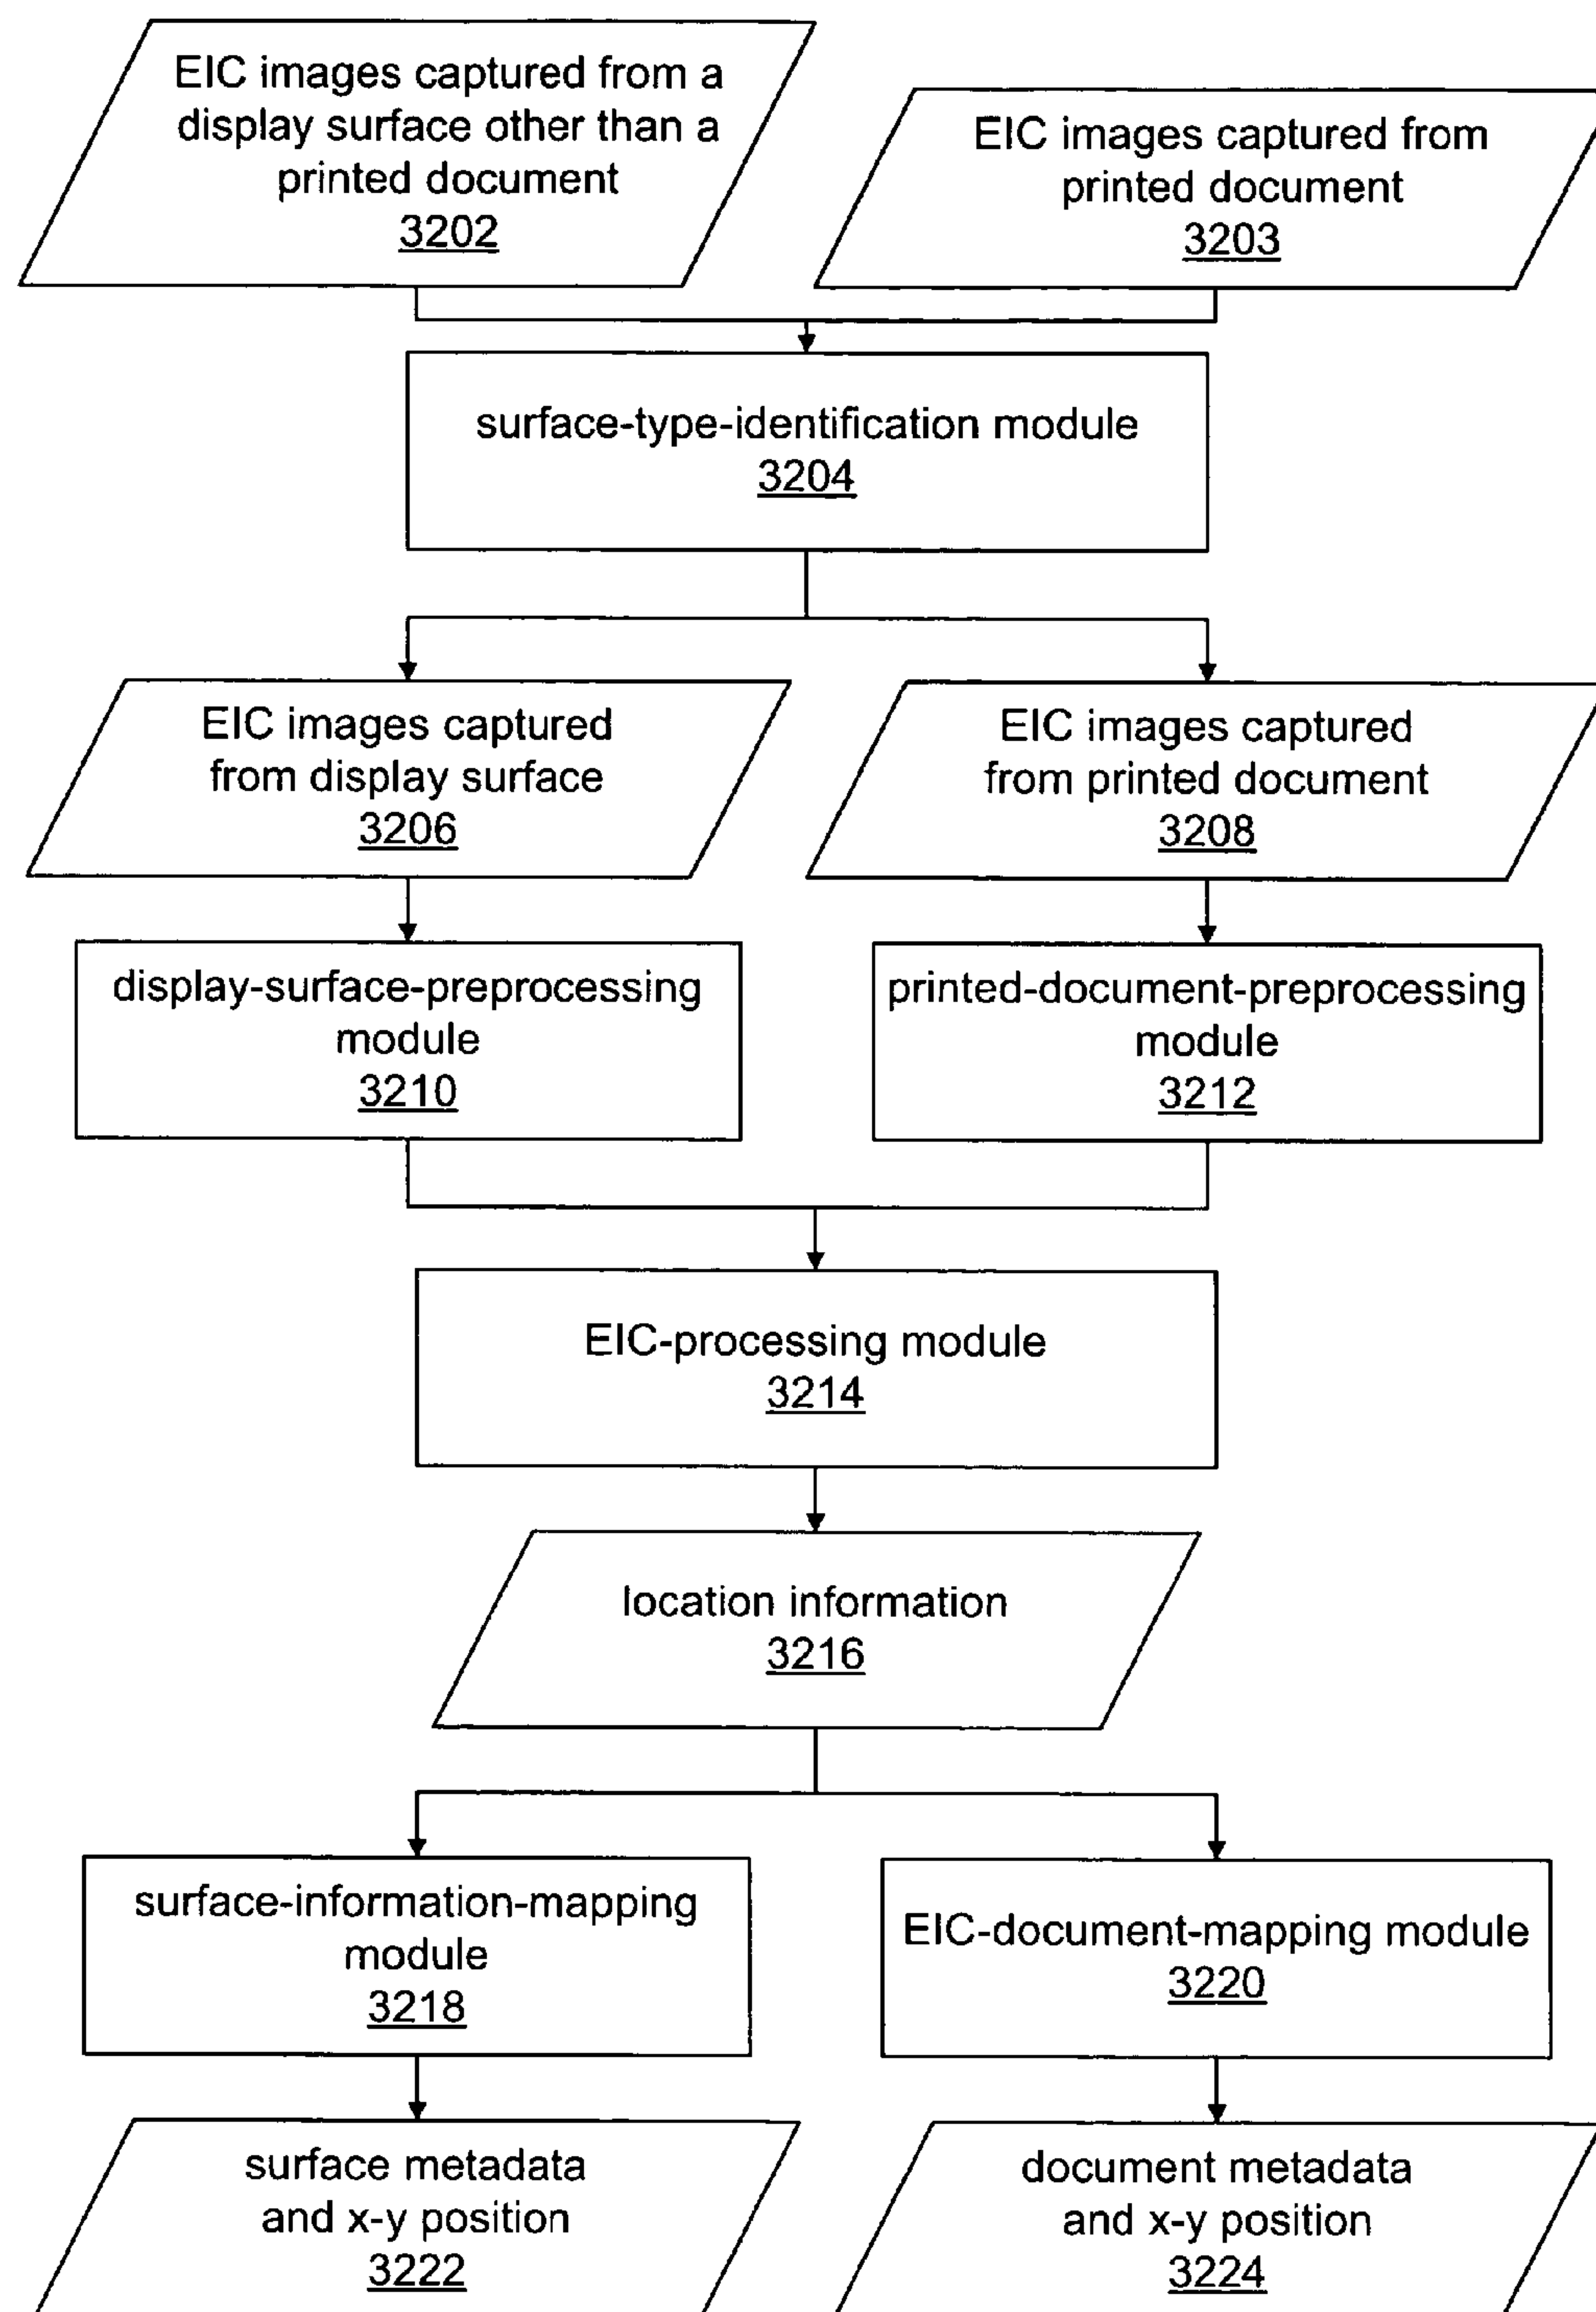 EIC images captured from a
display surface other than a
printed document
3202
EIC images captured from
printed document
3203
surface-type-identification module
3204
EIC images captured
from display surface
3206
EIC images captured
from printed document
3208
display-surface-preprocessing
module
3210
printed-document-preprocessing
module
3212
EIC-processing module
3214
location information
3216
surface-information-mapping
module
3218
EIC-document-mapping module
3220
surface metadata
and x-y position
3222
document metadata
and x-y position
3224